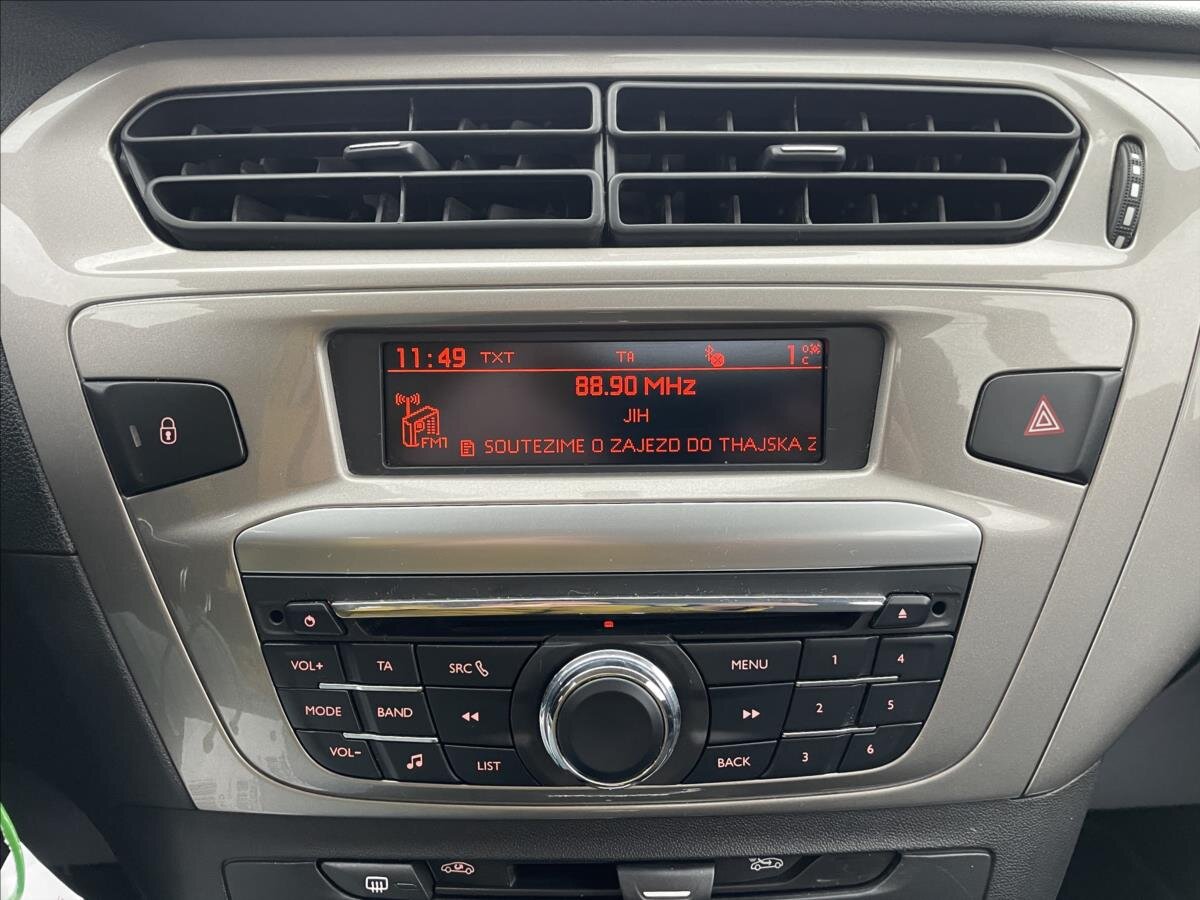 11:49 TXT TA 1°C
88.90 MHz
JIH
FM1 SOUTEZIME O ZAJEZD DO THAJSKA Z
VOL+ TA SRC MENU 1 4
MODE BAND 2 5
VOL- LIST BACK 3 6